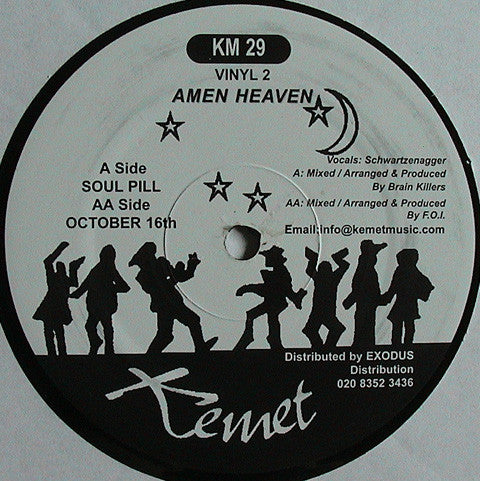 KM 29
VINYL 2
AMEN HEAVEN
A Side
SOUL PILL
AA Side
OCTOBER 16th
Vocals: Schwartzenagger
A: Mixed / Arranged & Produced
By Brain Killers
AA: Mixed / Arranged & Produced
By F.O.I.
Email:info@kemetmusic.com
Distributed by EXODUS
Distribution
020 8352 3436
Kemet